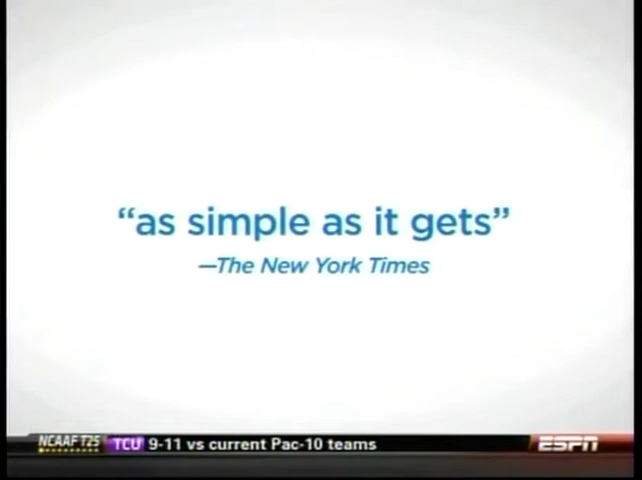 “as simple as it gets”
—The New York Times
NCAAF T25 TCU 9-11 vs current Pac-10 teams ESPN